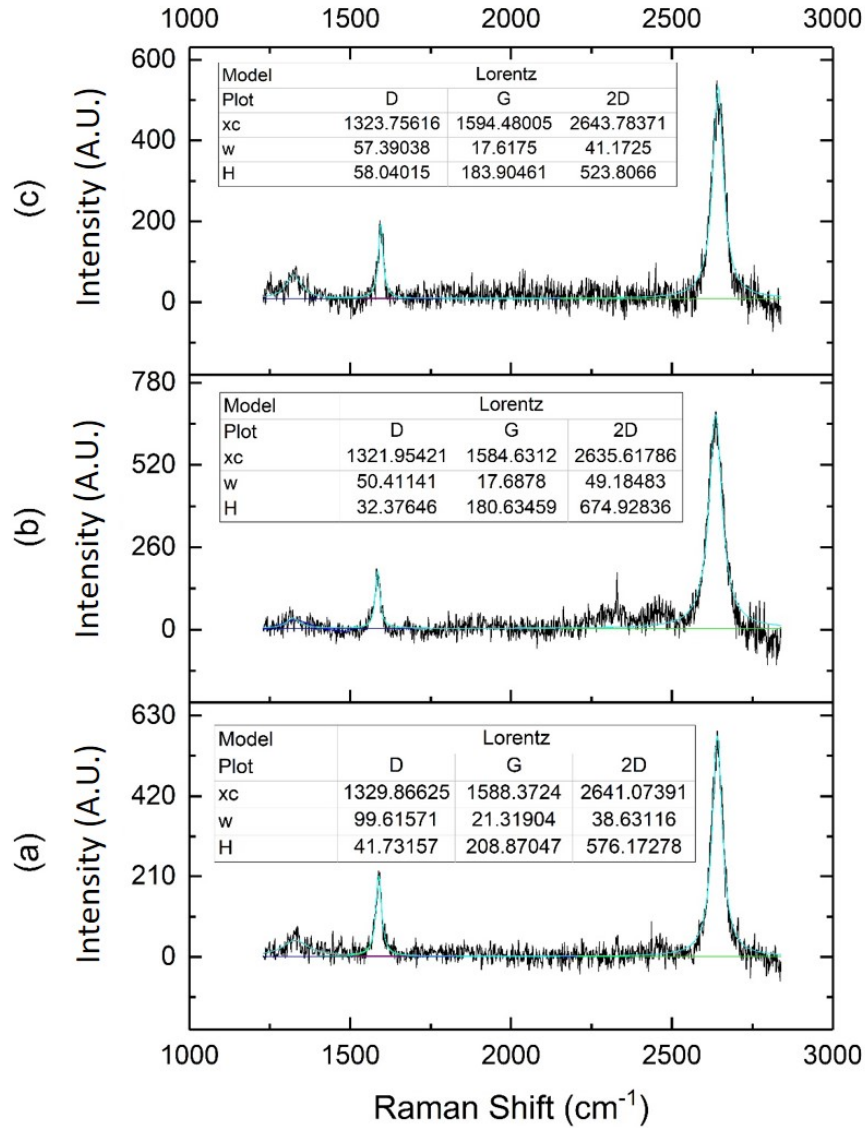 1000 1500 2000 2500 3000
(c)
Intensity (A.U.)
600
400
200
0
Model Lorentz
Plot D G 2D
xc 1323.75616 1594.48005 2643.78371
w 57.39038 17.6175 41.1725
H 58.04015 183.90461 523.8066
(b)
Intensity (A.U.)
780
520
260
0
Model Lorentz
Plot D G 2D
xc 1321.95421 1584.6312 2635.61786
w 50.41141 17.6878 49.18483
H 32.37646 180.63459 674.92836
(a)
Intensity (A.U.)
630
420
210
0
Model Lorentz
Plot D G 2D
xc 1329.86625 1588.3724 2641.07391
w 99.61571 21.31904 38.63116
H 41.73157 208.87047 576.17278
1000 1500 2000 2500 3000
Raman Shift (cm⁻¹)